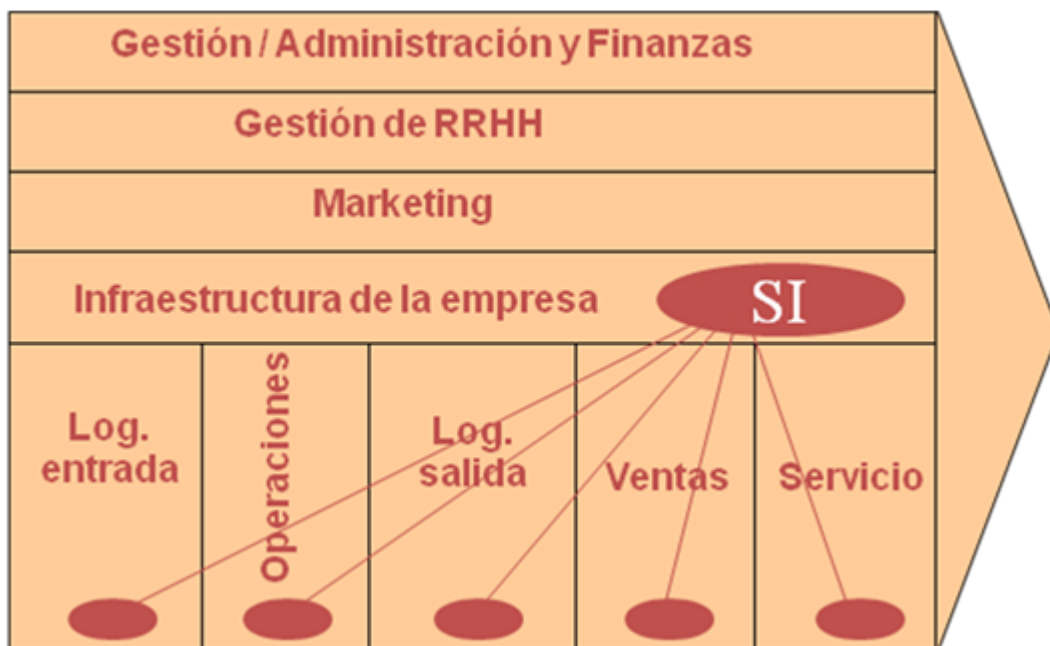 Gestión / Administración y Finanzas
Gestión de RRHH
Marketing
Infraestructura de la empresa
SI
Log.
entrada
Operaciones
Log.
salida
Ventas
Servicio